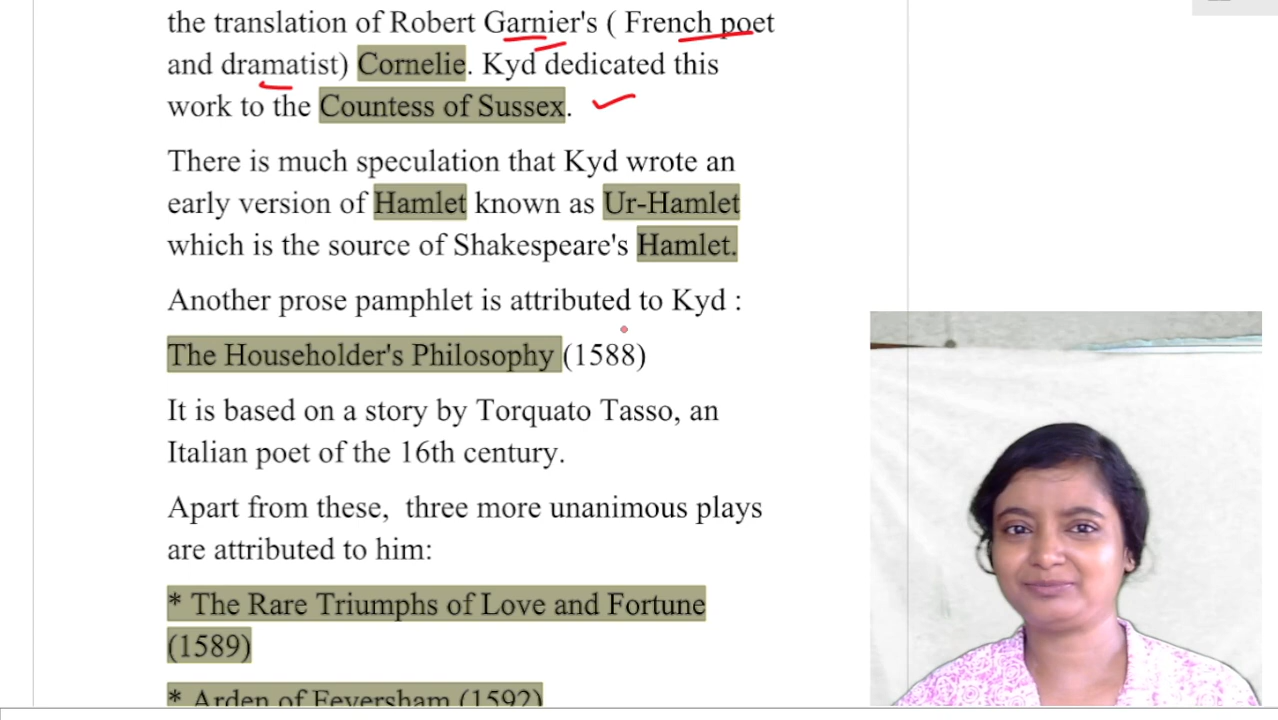 the translation of Robert Garnier's ( French poet
and dramatist) Cornelie. Kyd dedicated this
work to the Countess of Sussex.
There is much speculation that Kyd wrote an
early version of Hamlet known as Ur-Hamlet
which is the source of Shakespeare's Hamlet.
Another prose pamphlet is attributed to Kyd :
The Householder's Philosophy (1588)
It is based on a story by Torquato Tasso, an
Italian poet of the 16th century.
Apart from these,  three more unanimous plays
are attributed to him:
* The Rare Triumphs of Love and Fortune
(1589)
* Arden of Feversham (1592)